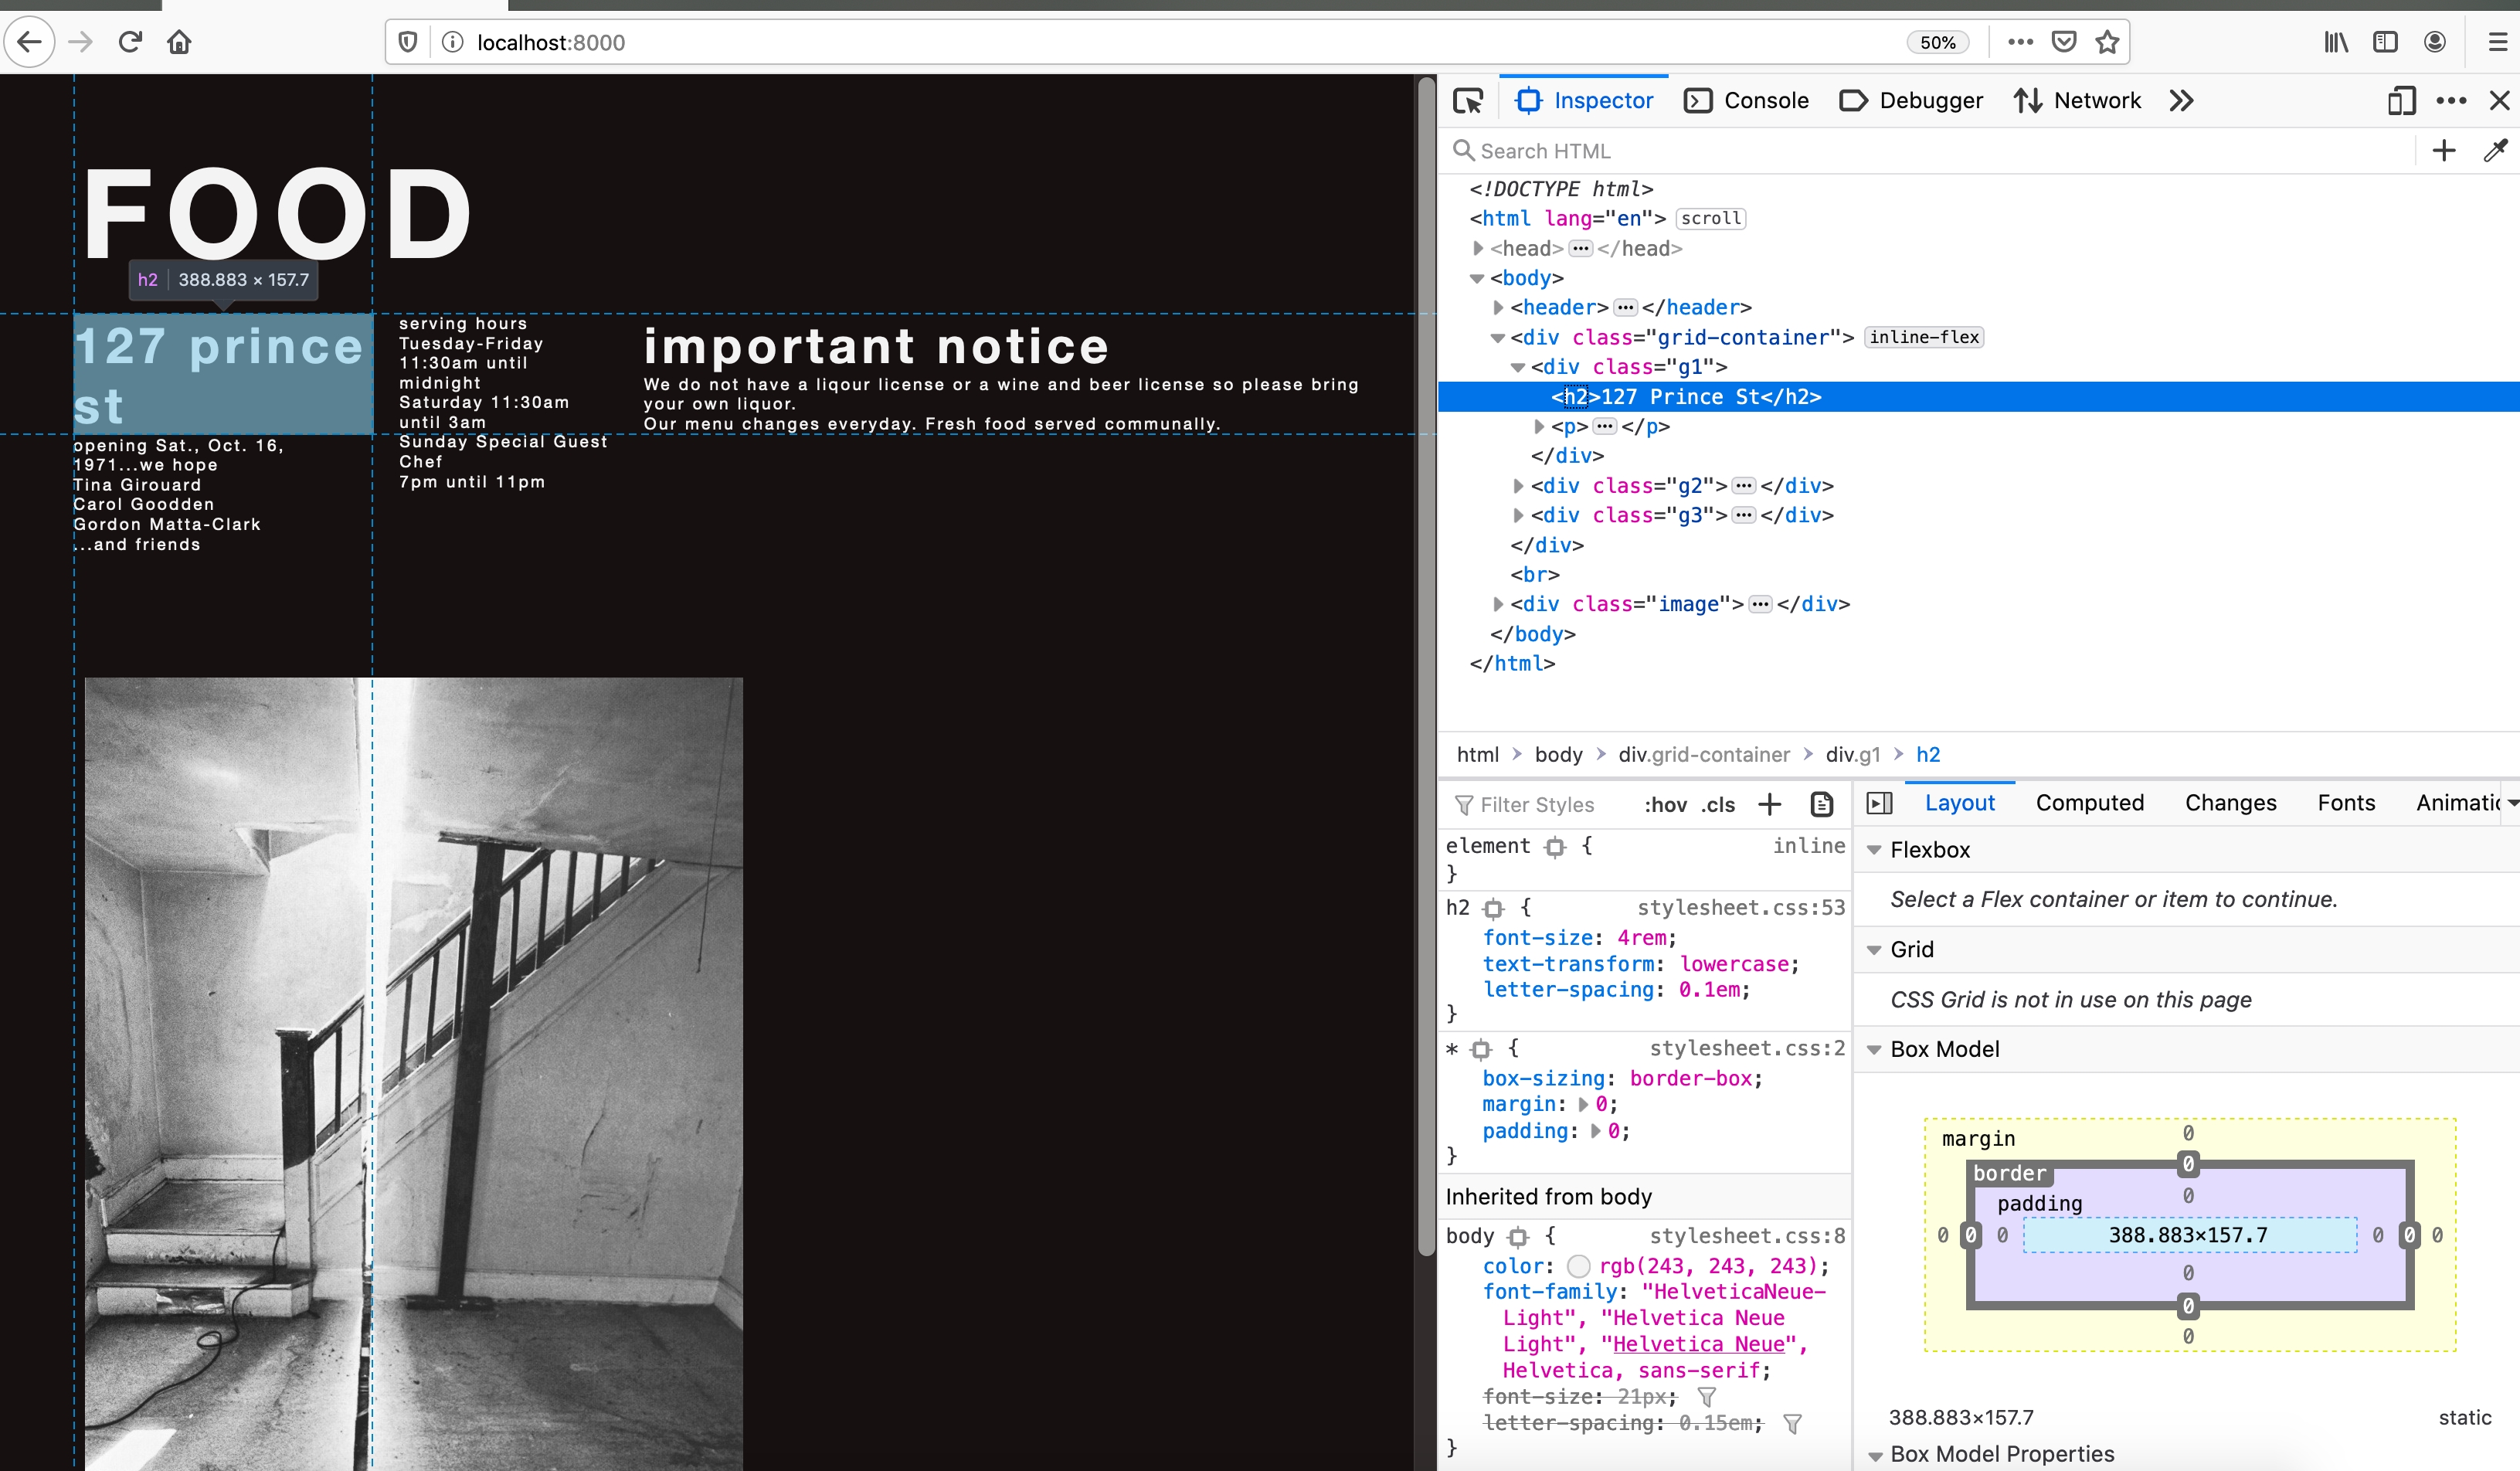 localhost:8000
50%
FOOD
h2 388.883 × 157.7
127 prince
st
opening Sat., Oct. 16,
1971...we hope
Tina Girouard
Carol Goodden
Gordon Matta-Clark
...and friends
serving hours
Tuesday-Friday
11:30am until
midnight
Saturday 11:30am
until 3am
Sunday Special Guest
Chef
7pm until 11pm
important notice
We do not have a liqour license or a wine and beer license so please bring
your own liquor.
Our menu changes everyday. Fresh food served communally.
Inspector Console Debugger Network
Search HTML
<!DOCTYPE html>
<html lang="en"> scroll
<head> ••• </head>
<body>
<header> ••• </header>
<div class="grid-container"> inline-flex
<div class="g1">
<h2>127 Prince St</h2>
<p> ••• </p>
</div>
<div class="g2"> ••• </div>
<div class="g3"> ••• </div>
</div>
<br>
<div class="image"> ••• </div>
</body>
</html>
html > body > div.grid-container > div.g1 > h2
Filter Styles :hov .cls
element { inline
}
h2 { stylesheet.css:53
font-size: 4rem;
text-transform: lowercase;
letter-spacing: 0.1em;
}
* { stylesheet.css:2
box-sizing: border-box;
margin: 0;
padding: 0;
}
Inherited from body
body { stylesheet.css:8
color: rgb(243, 243, 243);
font-family: "HelveticaNeue-
Light", "Helvetica Neue
Light", "Helvetica Neue",
Helvetica, sans-serif;
font-size: 21px;
letter-spacing: 0.15em;
}
Layout Computed Changes Fonts Animatic
Flexbox
Select a Flex container or item to continue.
Grid
CSS Grid is not in use on this page
Box Model
margin 0
border 0
padding 0
0 0 0 388.883×157.7 0 0 0
0
0
0
388.883×157.7 static
Box Model Properties